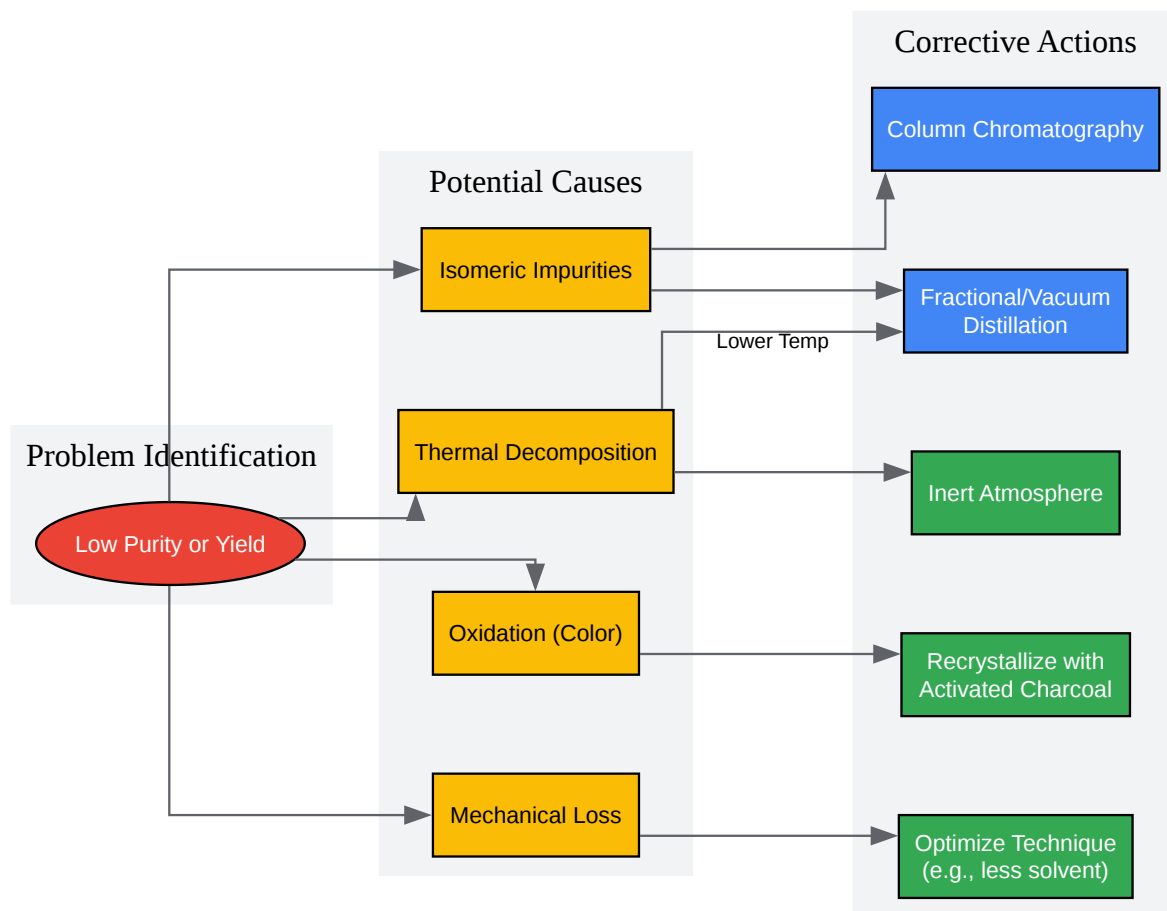 Problem Identification
Low Purity or Yield
Potential Causes
Isomeric Impurities
Thermal Decomposition
Oxidation (Color)
Mechanical Loss
Lower Temp
Corrective Actions
Column Chromatography
Fractional/Vacuum
Distillation
Inert Atmosphere
Recrystallize with
Activated Charcoal
Optimize Technique
(e.g., less solvent)